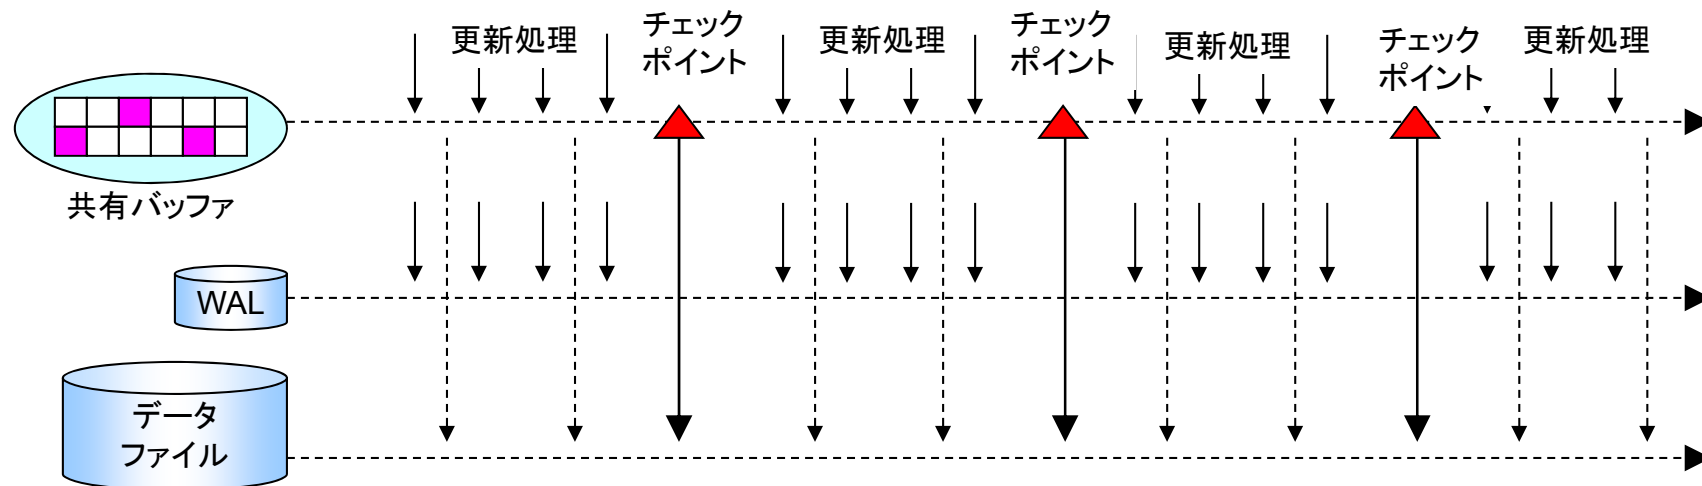 更新処理
チェック
ポイント
更新処理
チェック
ポイント
更新処理
チェック
ポイント
更新処理
共有バッファ
WAL
データ
ファイル